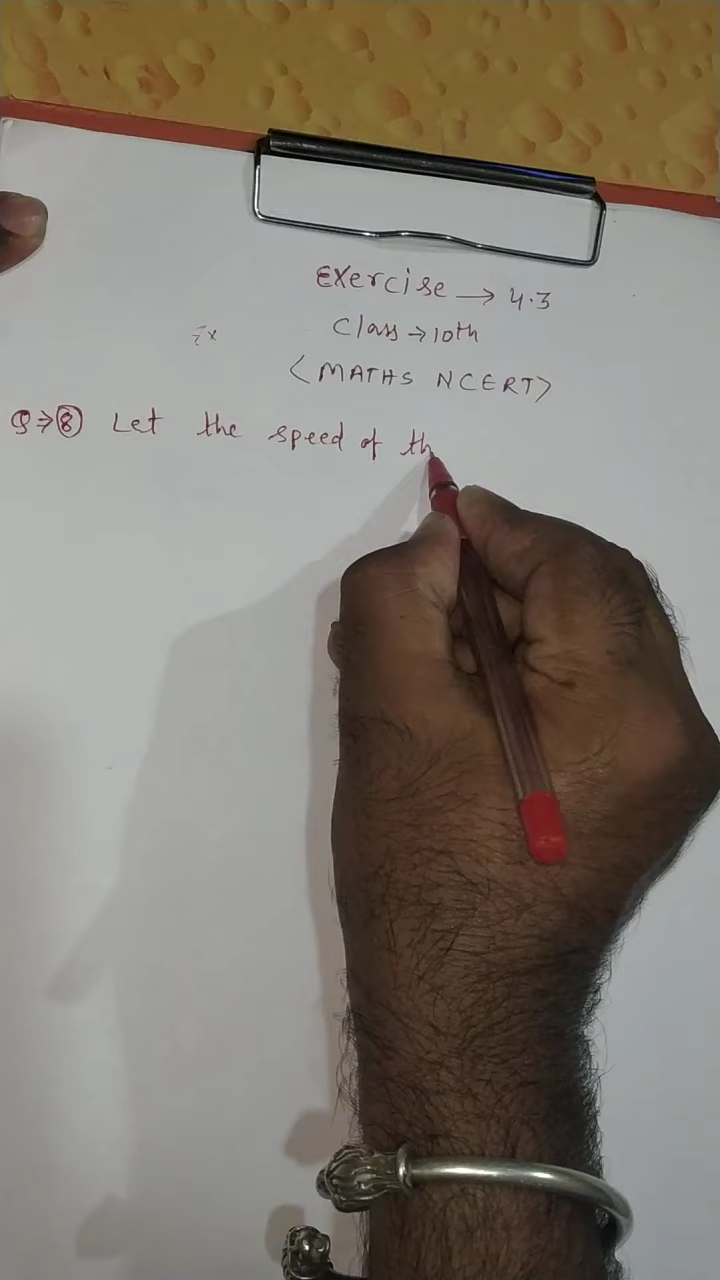 Exercise → 4.3
Class → 10th
<MATHS NCERT>
Q⇒ 8 Let the speed of th